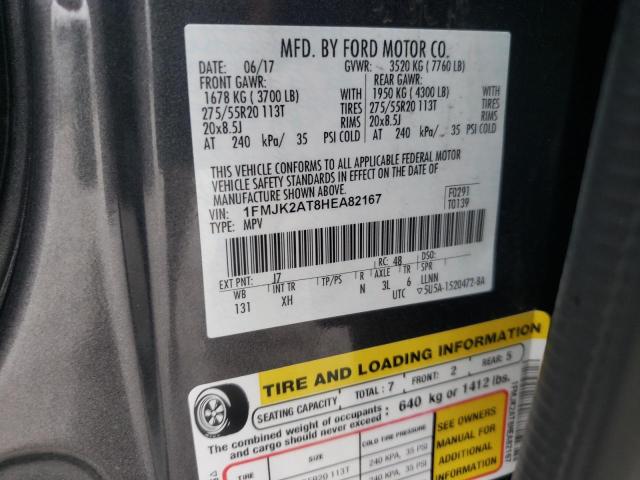 MFD. BY FORD MOTOR CO.
DATE: 06/17 GVWR: 3520 KG ( 7760 LB)
FRONT GAWR: REAR GAWR:
1678 KG ( 3700 LB) WITH 1950 KG ( 4300 LB) WITH
275/55R20 113T TIRES 275/55R20 113T TIRES
20x8.5J RIMS 20x8.5J RIMS
AT 240 kPa/ 35 PSI COLD AT 240 kPa/ 35 PSI COLD
THIS VEHICLE CONFORMS TO ALL APPLICABLE FEDERAL MOTOR
VEHICLE SAFETY STANDARDS IN EFFECT ON THE DATE OF
MANUFACTURE SHOWN ABOVE.
VIN: 1FMJK2AT8HEA82167 F0291
TYPE: MPV T0139
EXT PNT: J7 RC: 48 DSO:
WB INT TR TP/PS R AXLE TR SPR
131 XH N 3L 6 LLNN
UTC ▽5U5A-1520472-BA
TIRE AND LOADING INFORMATION
SEATING CAPACITY TOTAL : 7 FRONT: 2 REAR: 5
The combined weight of occupants and cargo should never exceed : 640 kg or 1412 lbs.
TIRE SIZE COLD TIRE PRESSURE
55R20 113T 240 KPA, 35 PSI
SEE OWNERS
MANUAL FOR
ADDITIONAL
INFORMATION